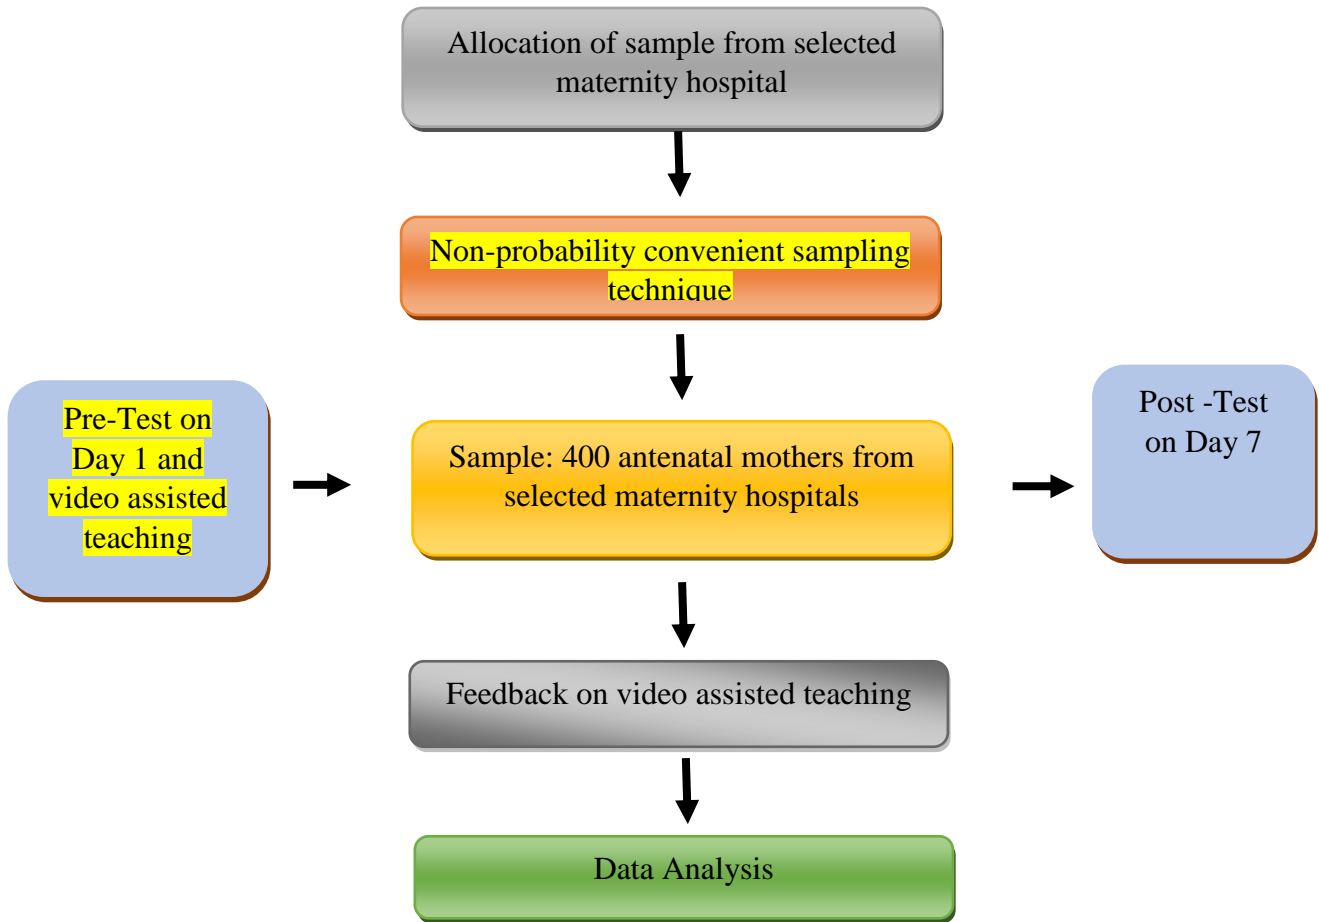 Allocation of sample from selected
maternity hospital
Non-probability convenient sampling
technique
Pre-Test on
Day 1 and
video assisted
teaching
Sample: 400 antenatal mothers from
selected maternity hospitals
Post -Test
on Day 7
Feedback on video assisted teaching
Data Analysis